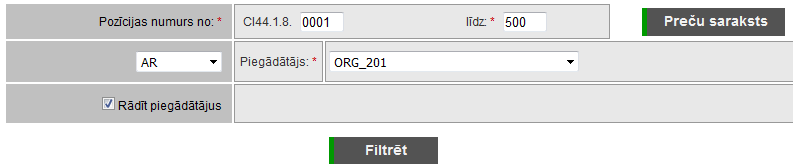 Pozīcijas numurs no: * CI44.1.8. 0001 līdz: * 500 Preču saraksts
AR Piegādātājs: * ORG_201
Rādīt piegādātājus
Filtrēt